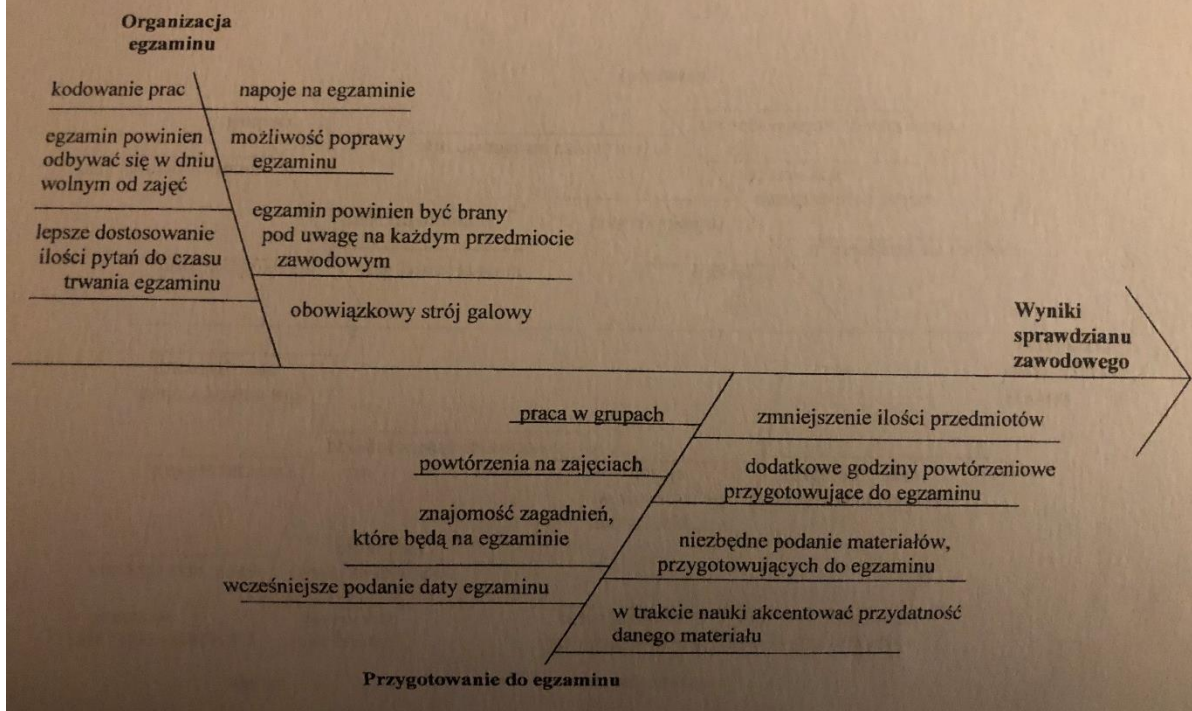 Organizacja
egzaminu
kodowanie prac
napoje na egzaminie
egzamin powinien
odbywać się w dniu
wolnym od zajęć
możliwość poprawy
egzaminu
lepsze dostosowanie
ilości pytań do czasu
trwania egzaminu
egzamin powinien być brany
pod uwagę na każdym przedmiocie
zawodowym
obowiązkowy strój galowy
Wyniki
sprawdzianu
zawodowego
praca w grupach
zmniejszenie ilości przedmiotów
powtórzenia na zajęciach
dodatkowe godziny powtórzeniowe
przygotowujące do egzaminu
znajomość zagadnień,
które będą na egzaminie
niezbędne podanie materiałów,
przygotowujących do egzaminu
wcześniejsze podanie daty egzaminu
w trakcie nauki akcentować przydatność
danego materiału
Przygotowanie do egzaminu